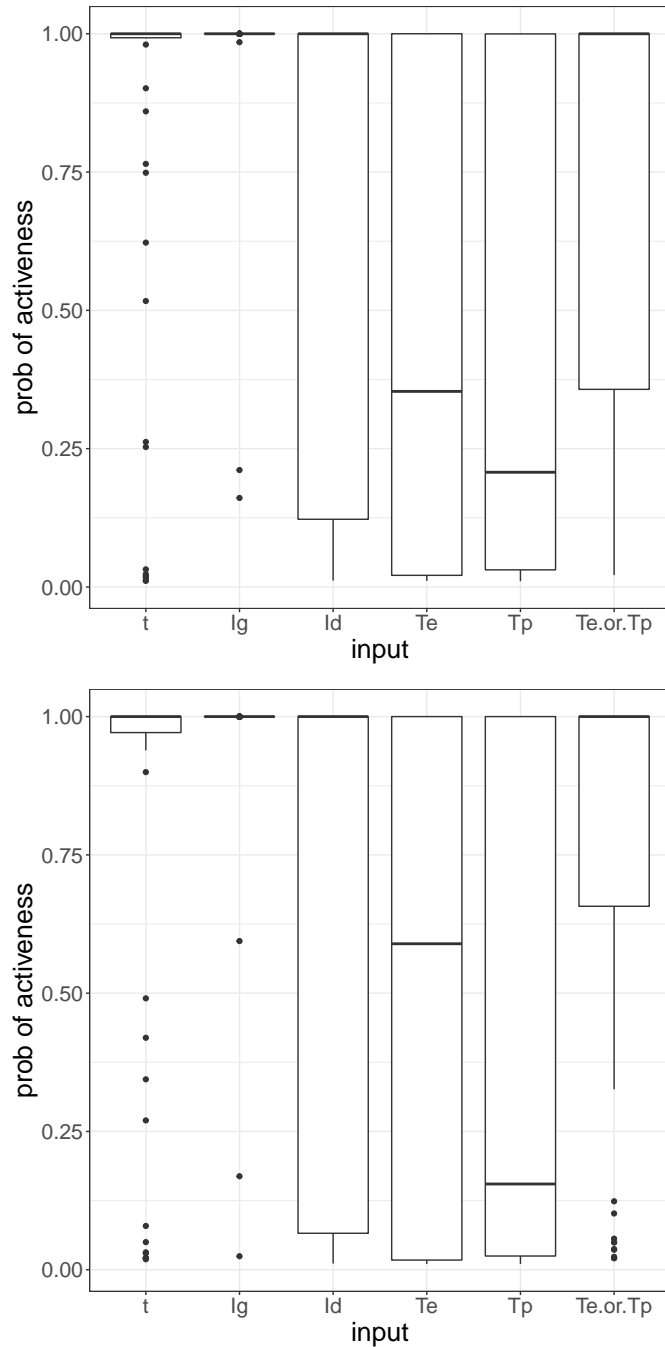 prob of activeness
1.00
0.75
0.50
0.25
0.00
t Ig Id Te Tp Te.or.Tp
input
prob of activeness
1.00
0.75
0.50
0.25
0.00
t Ig Id Te Tp Te.or.Tp
input